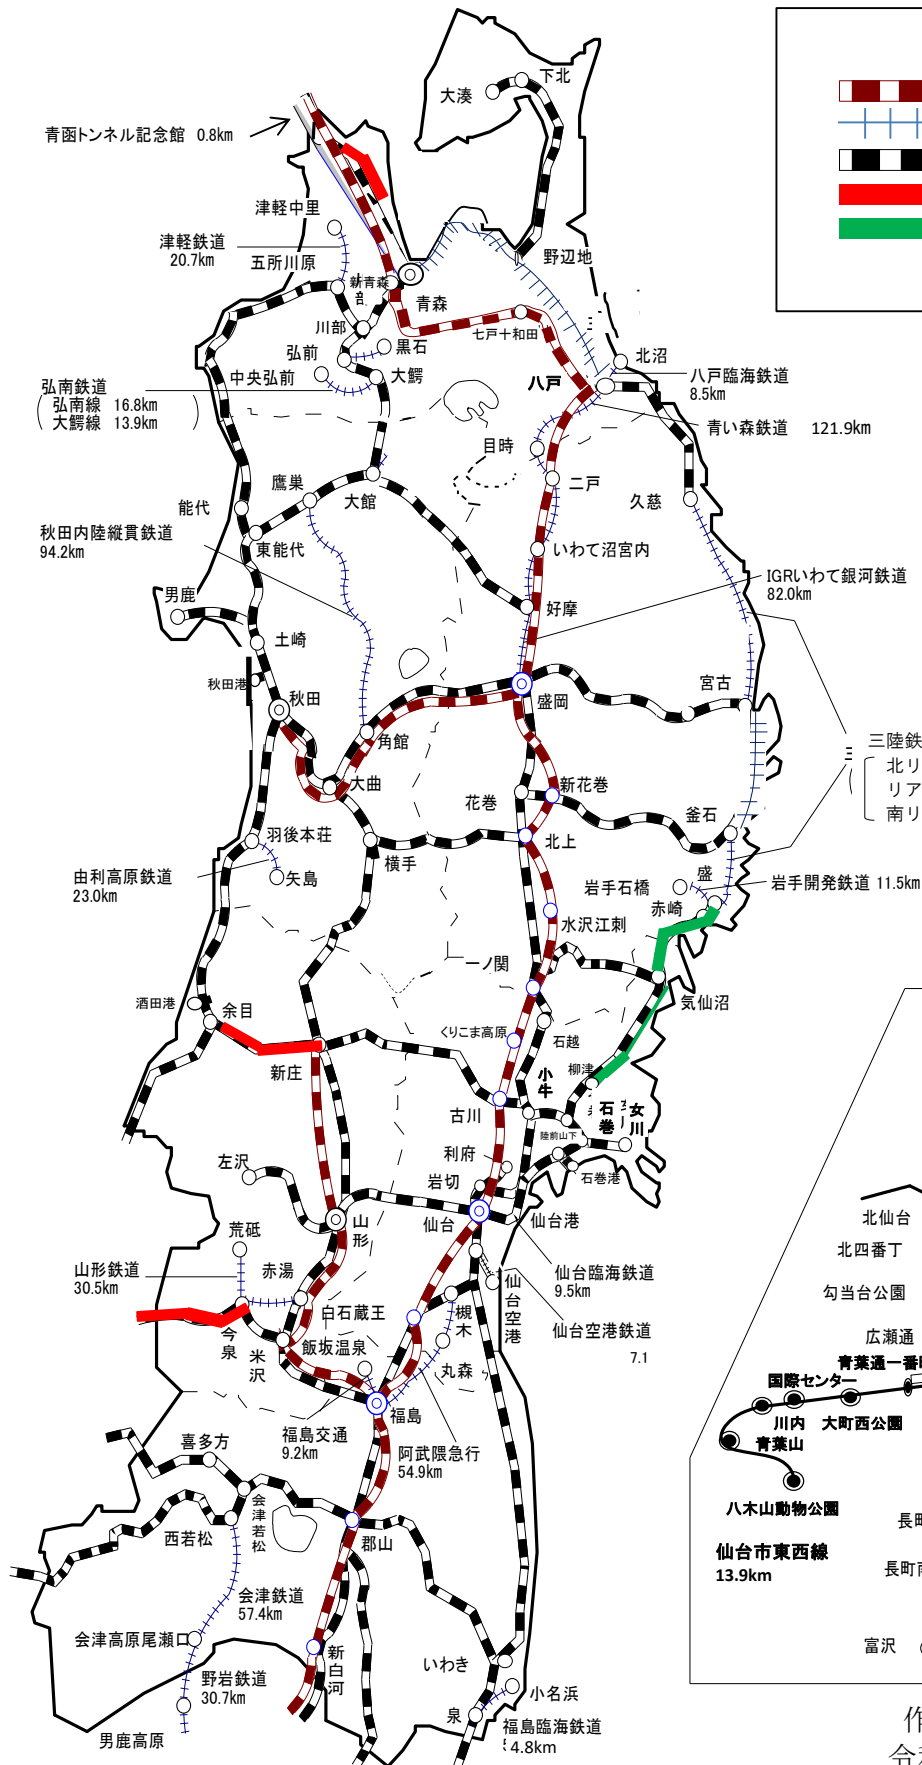 大湊
下北
青函トンネル記念館 0.8km
津軽中里
津軽鉄道
20.7km
五所川原
新青森
青森
野辺地
川部
七戸十和田
弘前
黒石
中央弘前
大鰐
北沼
八戸
八戸臨海鉄道
8.5km
弘南鉄道
弘南線 16.8km
大鰐線 13.9km
青い森鉄道 121.9km
目時
二戸
鷹巣
大館
能代
久慈
東能代
秋田内陸縦貫鉄道
94.2km
いわて沼宮内
IGRいわて銀河鉄道
82.0km
男鹿
好摩
土崎
秋田港
秋田
盛岡
宮古
角館
大曲
新花巻
花巻
釜石
三陸鉄
北リ
リア
南リ
羽後本荘
横手
北上
由利高原鉄道
23.0km
矢島
岩手石橋
盛
岩手開発鉄道 11.5km
赤崎
水沢江刺
一ノ関
気仙沼
酒田港
余目
くりこま高原
石越
新庄
柳津
小牛
古川
石巻
女川
陸前山下
利府
石巻港
左沢
岩切
山形
仙台
仙台港
荒砥
山形鉄道
30.5km
赤湯
仙台臨海鉄道
9.5km
仙台空港
白石蔵王
槻木
仙台空港鉄道
7.1
今泉
米沢
飯坂温泉
丸森
福島
福島交通
9.2km
阿武隈急行
54.9km
喜多方
会津若松
西若松
郡山
会津鉄道
57.4km
会津高原尾瀬口
新白河
いわき
野岩鉄道
30.7km
小名浜
泉
男鹿高原
福島臨海鉄道
4.8km
北仙台
北四番丁
勾当台公園
広瀬通
青葉通一番町
国際センター
川内
大町西公園
青葉山
八木山動物公園
長町
仙台市東西線
13.9km
長町南
富沢
作
令和